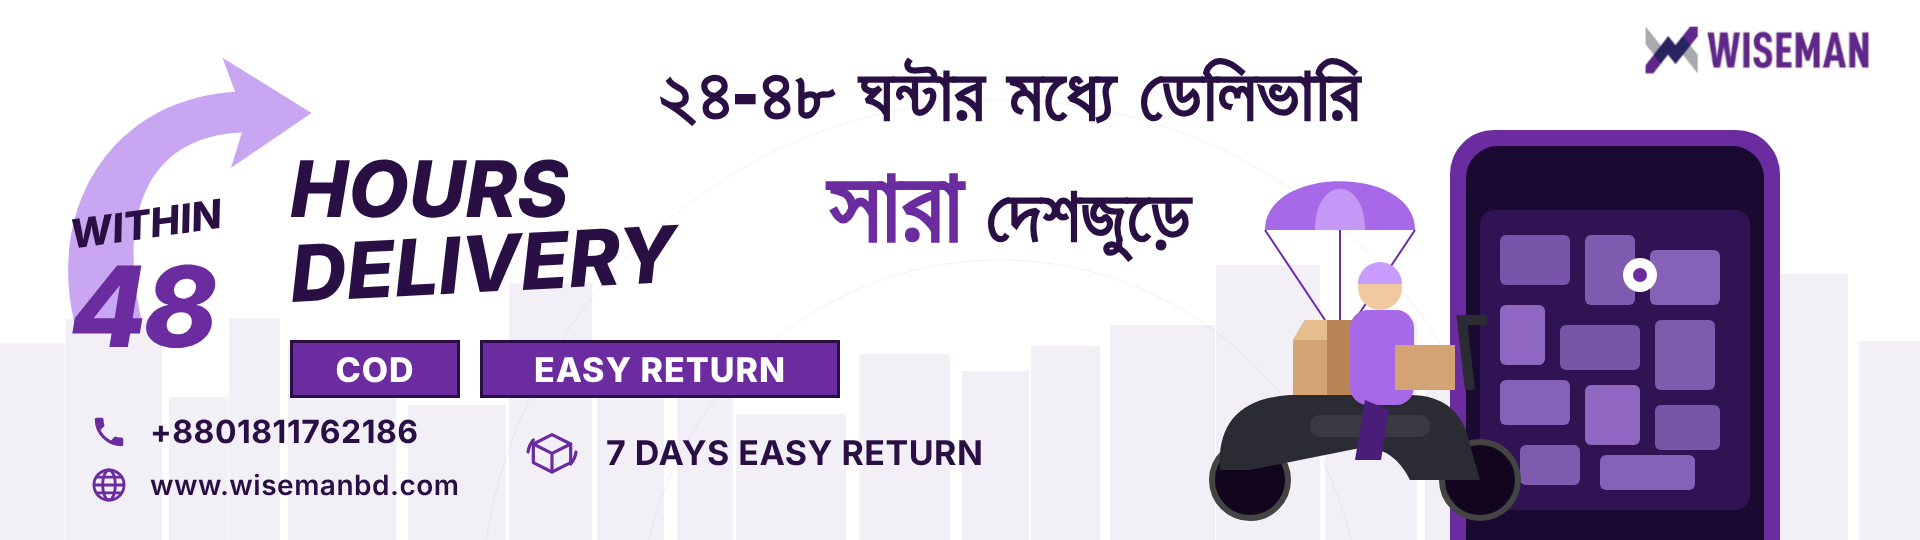 WISEMAN
২৪-৪৮ ঘন্টার মধ্যে ডেলিভারি
সারা দেশজুড়ে
WITHIN
48
HOURS
DELIVERY
COD
EASY RETURN
+8801811762186
www.wisemanbd.com
7 DAYS EASY RETURN